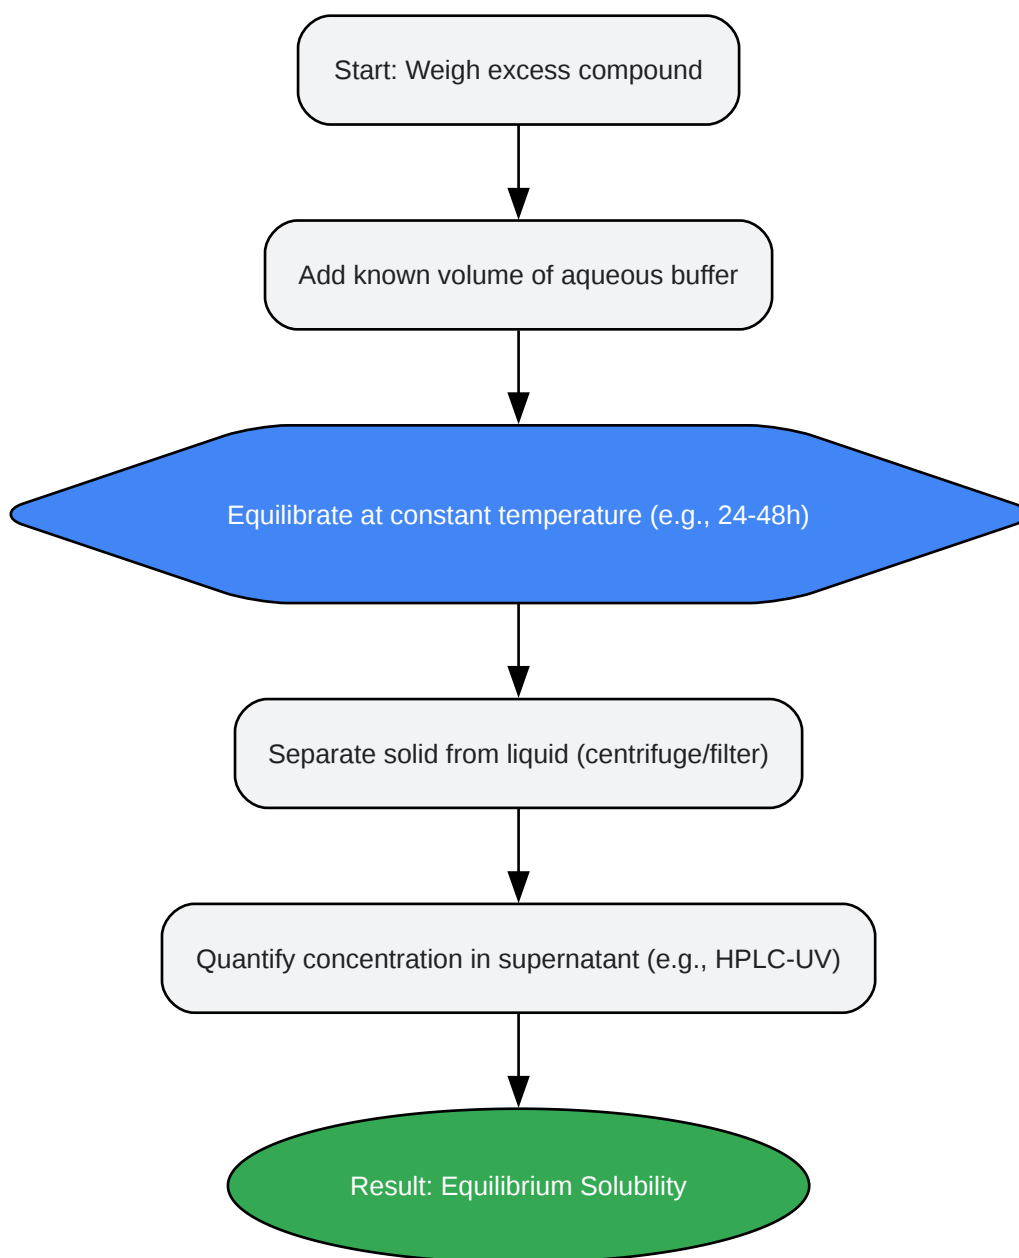 Start: Weigh excess compound
Add known volume of aqueous buffer
Equilibrate at constant temperature (e.g., 24-48h)
Separate solid from liquid (centrifuge/filter)
Quantify concentration in supernatant (e.g., HPLC-UV)
Result: Equilibrium Solubility